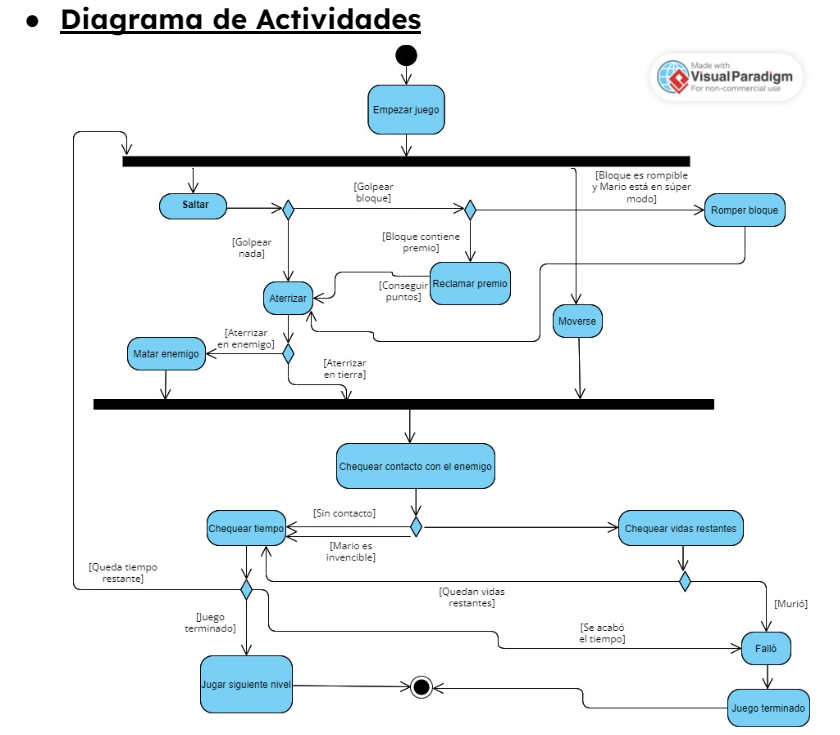 • Diagrama de Actividades
Made with
Visual Paradigm
For non-commercial use
Empezar juego
[Bloque es rompible
y Mario está en súper
modo]
[Golpear
bloque]
Saltar
Romper bloque
[Golpear
nada]
[Bloque contiene
premio]
Reclamar premio
[Conseguir
puntos]
Aterrizar
Moverse
[Aterrizar
en enemigo]
Matar enemigo
[Aterrizar
en tierra]
Chequear contacto con el enemigo
[Sin contacto]
Chequear tiempo
Chequear vidas restantes
[Mario es
invencible]
[Queda tiempo
restante]
[Quedan vidas
restantes]
[Murió]
[Juego
terminado]
[Se acabó
el tiempo]
Falló
Jugar siguiente nivel
Juego terminado